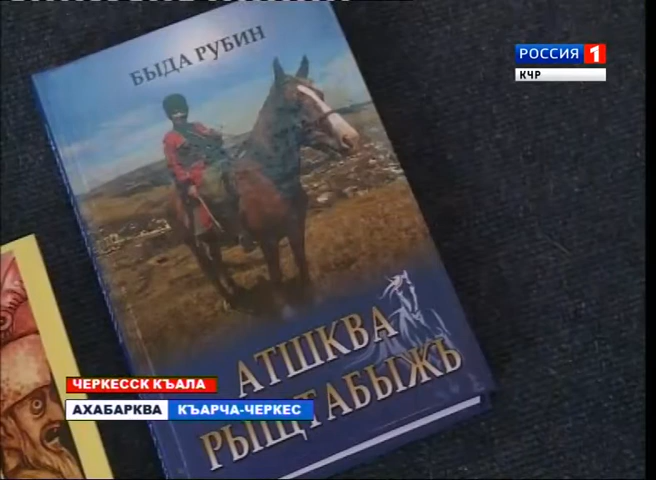 БЫДА РУБИН
РОССИЯ 1
КЧР
АТШКВА
РЫЩТАБЫЖЪ
ЧЕРКЕССК КЪАЛА
АХАБАРКВА КЪАРЧА-ЧЕРКЕС